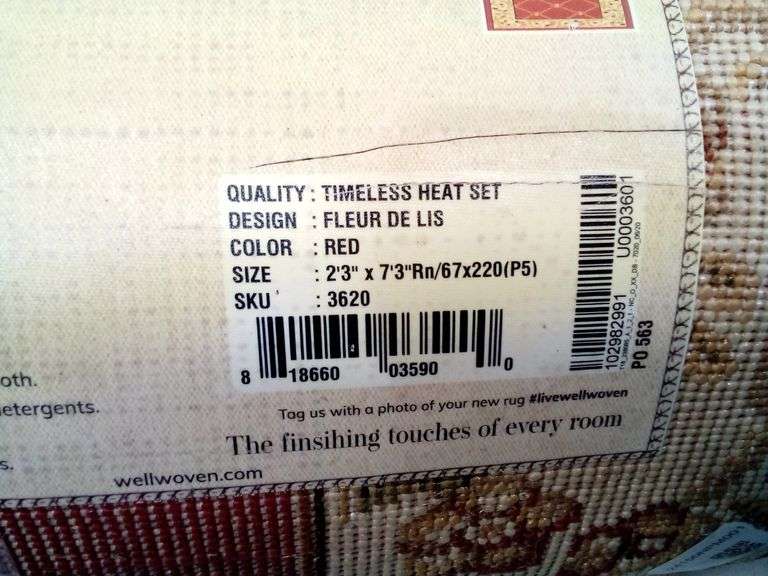 QUALITY : TIMELESS HEAT SET
DESIGN : FLEUR DE LIS
COLOR : RED
SIZE : 2'3" x 7'3"Rn/67x220(P5)
SKU : 3620
8 18660 03590 0
102982991 U0003601
PO 563
oth.
etergents.
s.
Tag us with a photo of your new rug #livewellwoven
The finsihing touches of every room
wellwoven.com